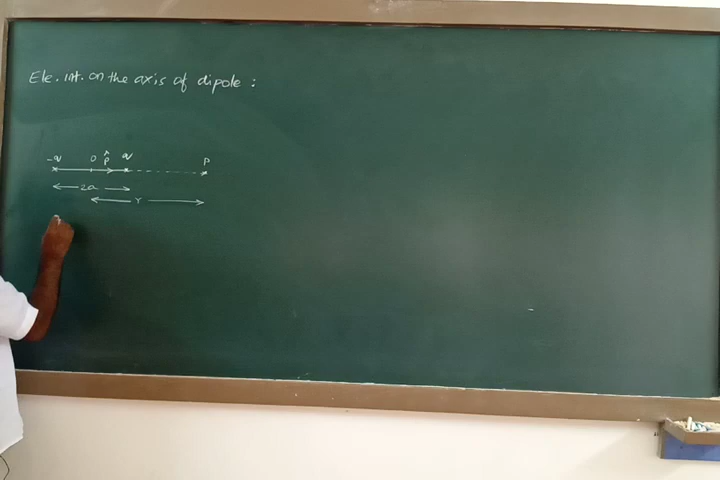 Ele. int. on the axis of dipole :
-q O p̂ q P
2a
r